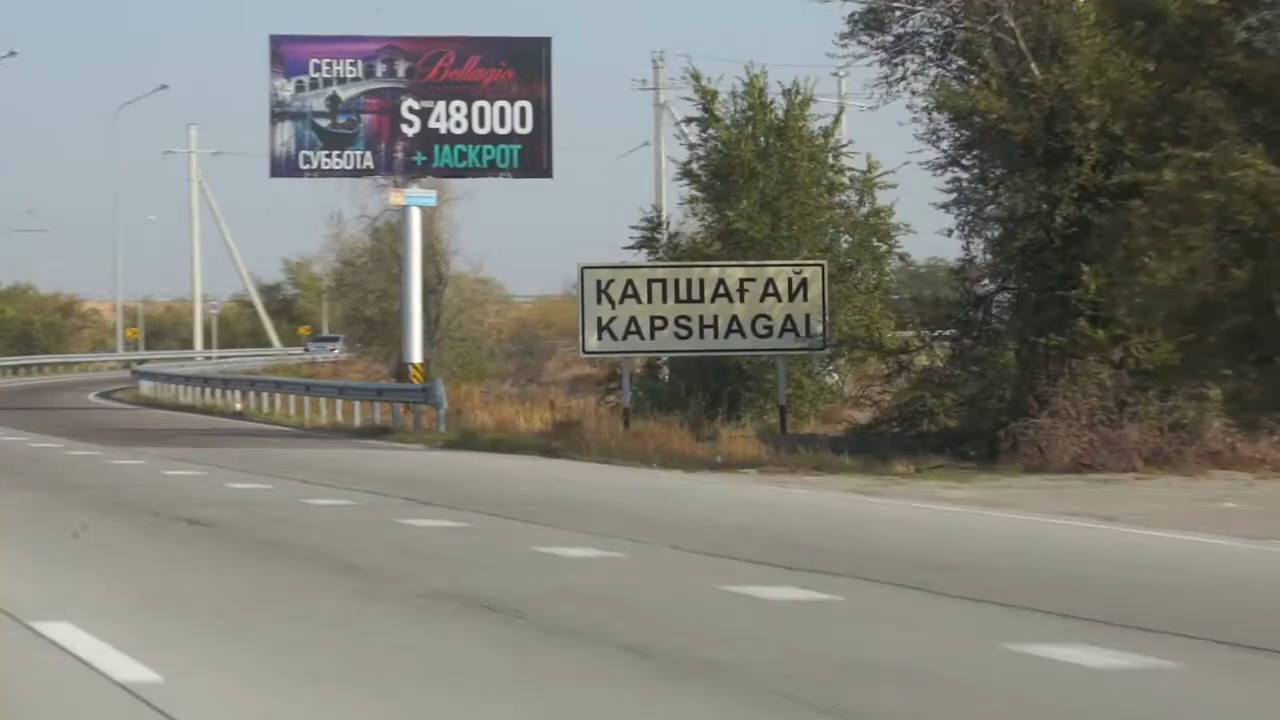 СЕНБІ
Bellagio
$48000
СУББОТА
+ JACKPOT
ҚАПШАҒАЙ
KAPSHAGAI